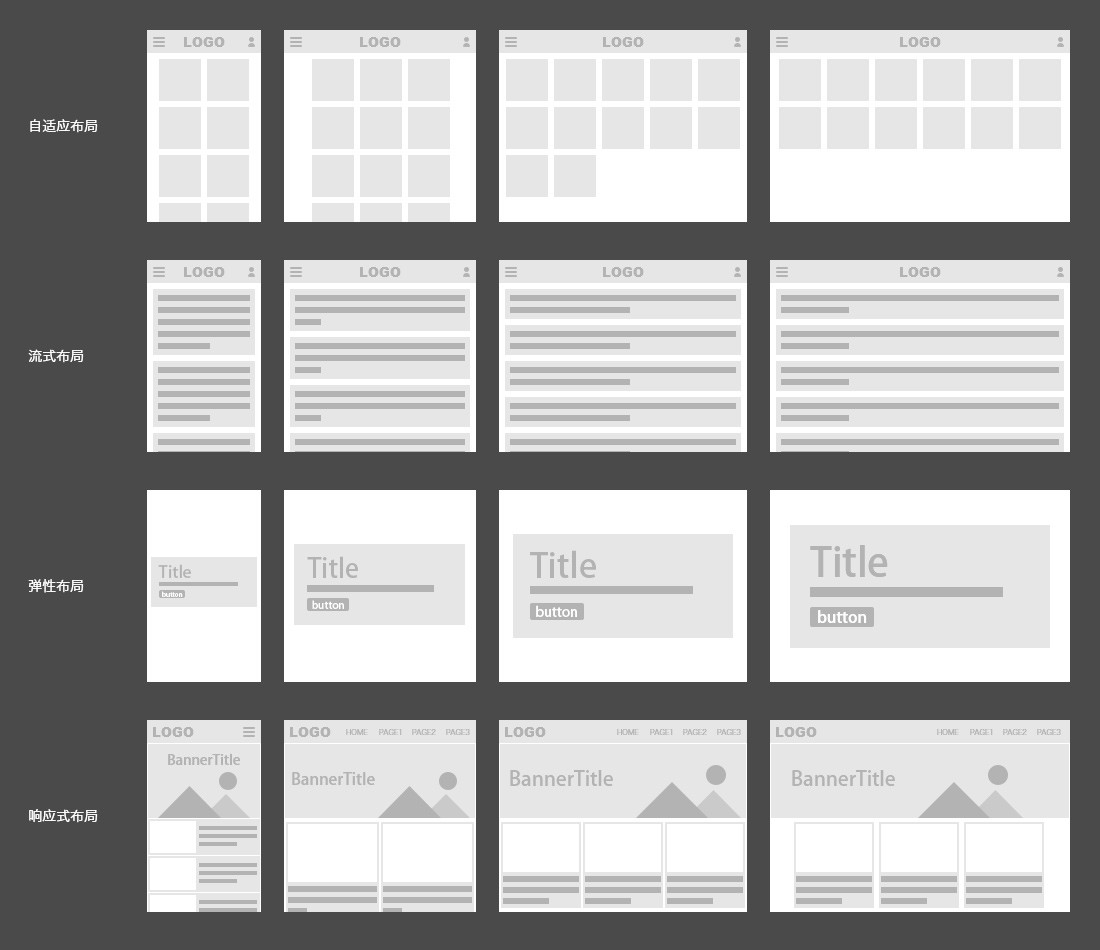 LOGO LOGO LOGO LOGO
自适应布局
LOGO LOGO LOGO LOGO
流式布局
Title Title Title Title
弹性布局
button button button button
LOGO LOGO HOME PAGE1 PAGE2 PAGE3 LOGO HOME PAGE1 PAGE2 PAGE3 LOGO HOME PAGE1 PAGE2 PAGE3
BannerTitle BannerTitle BannerTitle BannerTitle
响应式布局